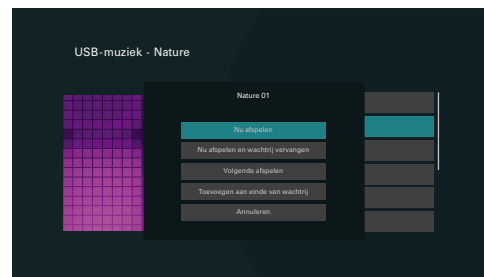 USB-muziek - Nature
Nature 01
Nu afspelen
Nu afspelen en wachtrij vervangen
Volgende afspelen
Toevoegen aan einde van wachtrij
Annuleren